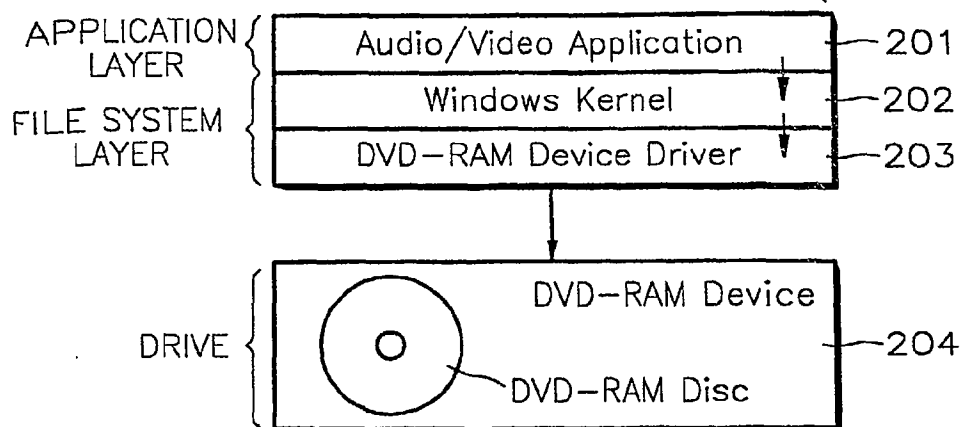 APPLICATION LAYER
Audio/Video Application
201
FILE SYSTEM LAYER
Windows Kernel
202
DVD-RAM Device Driver
203
DRIVE
DVD-RAM Device
204
DVD-RAM Disc